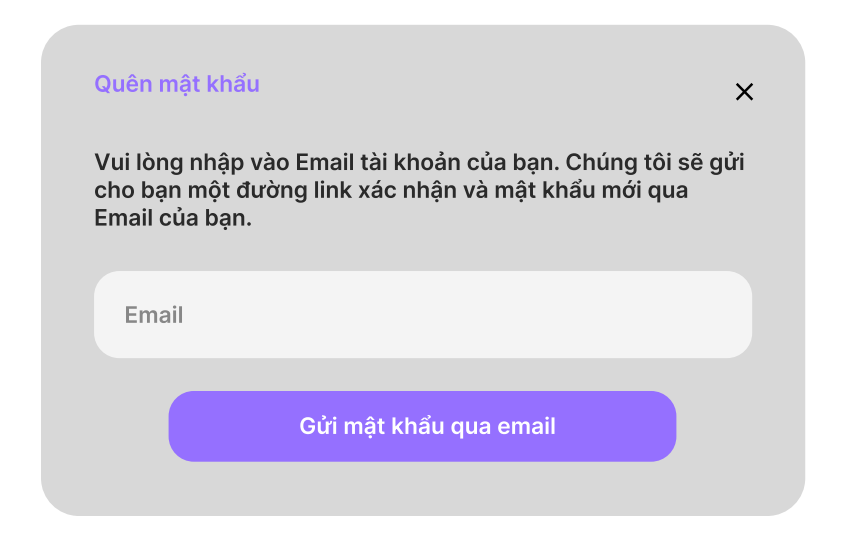 Quên mật khẩu
Vui lòng nhập vào Email tài khoản của bạn. Chúng tôi sẽ gửi
cho bạn một đường link xác nhận và mật khẩu mới qua
Email của bạn.
Email
Gửi mật khẩu qua email